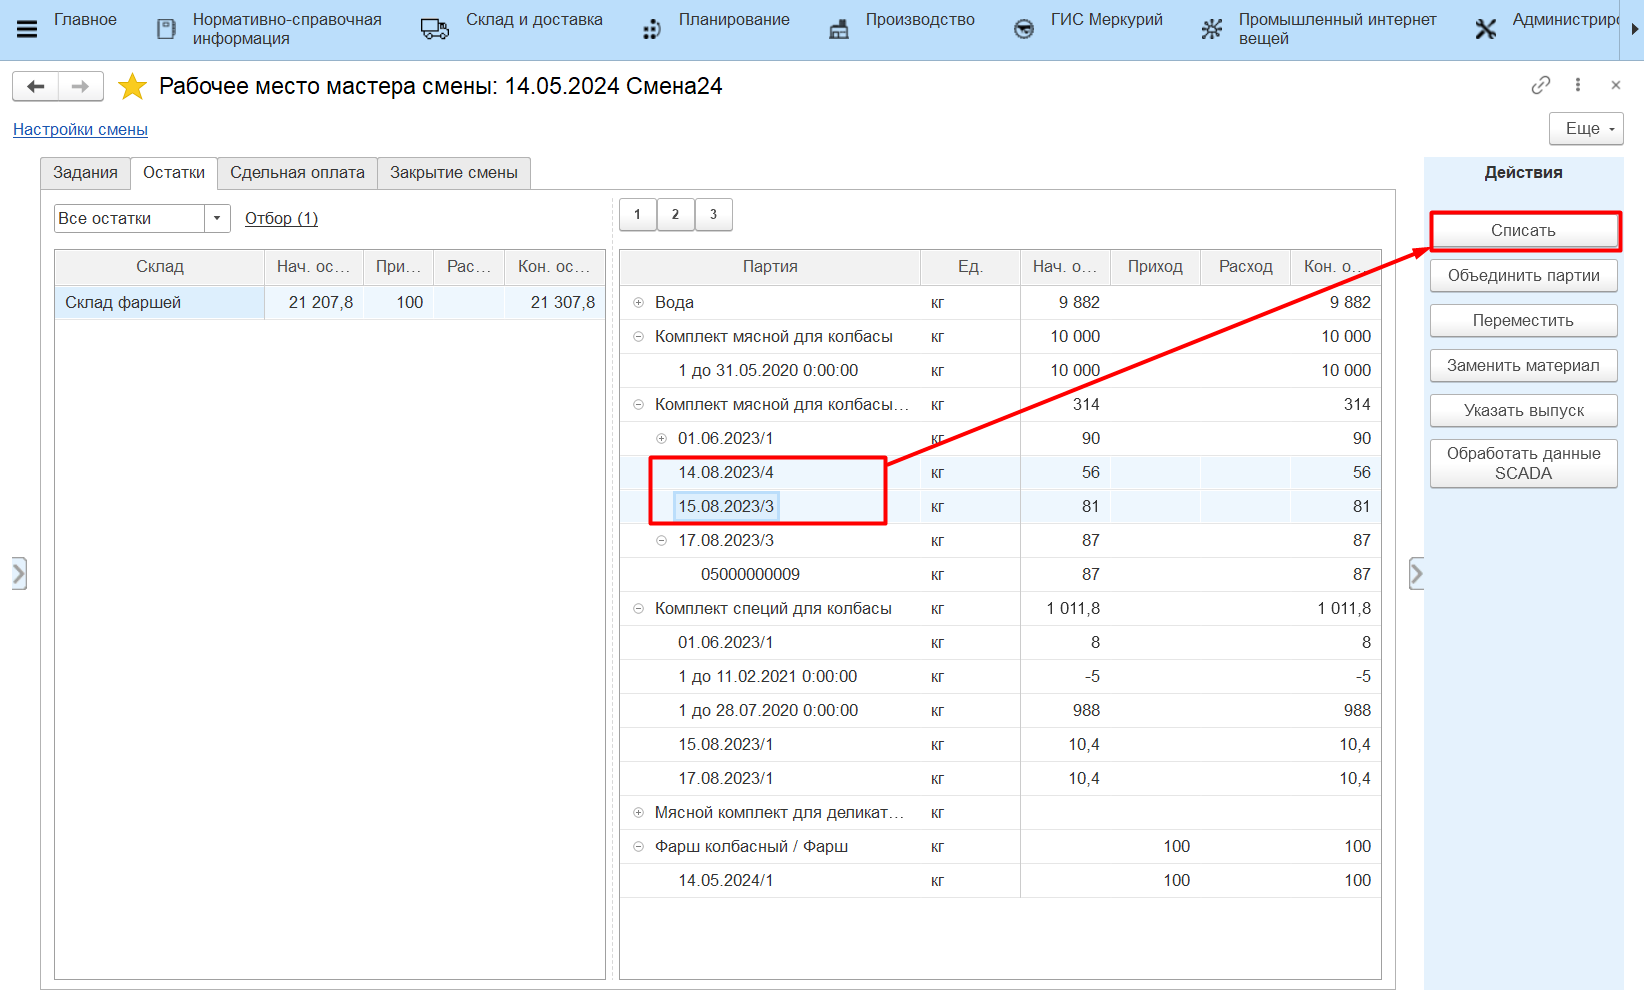 Главное
Нормативно-справочная
информация
Склад и доставка
Планирование
Производство
ГИС Меркурий
Промышленный интернет
вещей
Администрир
Рабочее место мастера смены: 14.05.2024 Смена24
Настройки смены
Еще
Задания Остатки Сдельная оплата Закрытие смены
Все остатки Отбор (1)
1 2 3
Склад Нач. ос... При... Рас... Кон. ос...
Склад фаршей 21 207,8 100 21 307,8
Партия Ед. Нач. о... Приход Расход Кон. о...
Вода кг 9 882 9 882
Комплект мясной для колбасы кг 10 000 10 000
1 до 31.05.2020 0:00:00 кг 10 000 10 000
Комплект мясной для колбасы... кг 314 314
01.06.2023/1 кг 90 90
14.08.2023/4 кг 56 56
15.08.2023/3 кг 81 81
17.08.2023/3 кг 87 87
05000000009 кг 87 87
Комплект специй для колбасы кг 1 011,8 1 011,8
01.06.2023/1 кг 8 8
1 до 11.02.2021 0:00:00 кг -5 -5
1 до 28.07.2020 0:00:00 кг 988 988
15.08.2023/1 кг 10,4 10,4
17.08.2023/1 кг 10,4 10,4
Мясной комплект для деликат... кг
Фарш колбасный / Фарш кг 100 100
14.05.2024/1 кг 100 100
Действия
Списать
Объединить партии
Переместить
Заменить материал
Указать выпуск
Обработать данные
SCADA